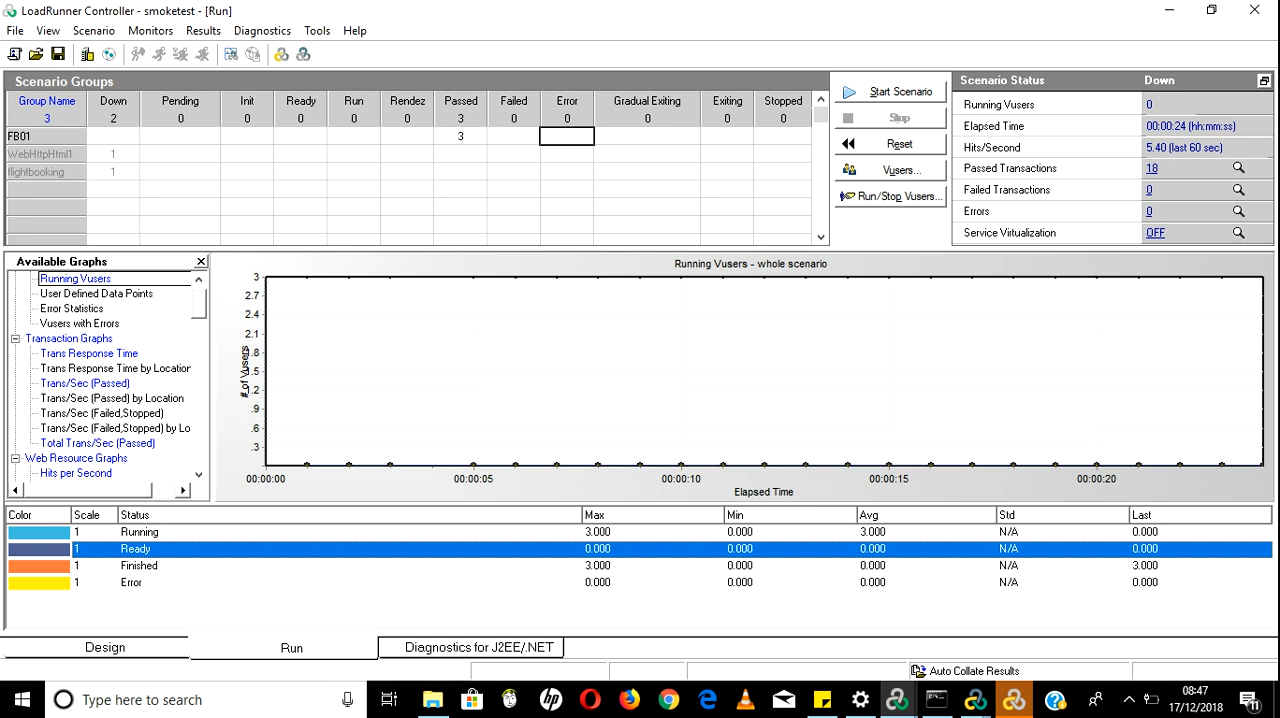 LoadRunner Controller - smoketest - [Run]
File View Scenario Monitors Results Diagnostics Tools Help
Scenario Groups
Group Name Down Pending Init Ready Run Rendez Passed Failed Error Gradual Exiting Exiting Stopped
3 2 0 0 0 0 0 3 0 0 0 0 0
FB01 3
WebHttpHtml1 1
flightbooking 1
Start Scenario
Stop
Reset
Vusers...
Run/Stop Vusers...
Scenario Status Down
Running Vusers 0
Elapsed Time 00:00:24 (hh:mm:ss)
Hits/Second 5.40 (last 60 sec)
Passed Transactions 18
Failed Transactions 0
Errors 0
Service Virtualization OFF
Available Graphs
Running Vusers
User Defined Data Points
Error Statistics
Vusers with Errors
Transaction Graphs
Trans Response Time
Trans Response Time by Location
Trans/Sec (Passed)
Trans/Sec (Passed) by Location
Trans/Sec (Failed,Stopped)
Trans/Sec (Failed,Stopped) by Lo
Total Trans/Sec (Passed)
Web Resource Graphs
Hits per Second
Running Vusers - whole scenario
# of Vusers
3
2.7
2.4
2.1
1.8
1.5
1.2
.9
.6
.3
00:00:00 00:00:05 00:00:10 00:00:15 00:00:20
Elapsed Time
Color Scale Status Max Min Avg Std Last
1 Running 3.000 0.000 3.000 N/A 0.000
1 Ready 0.000 0.000 0.000 N/A 0.000
1 Finished 3.000 0.000 0.000 N/A 3.000
1 Error 0.000 0.000 0.000 N/A 0.000
Design Run Diagnostics for J2EE/.NET
Auto Collate Results
Type here to search
hp
08:47
17/12/2018
11